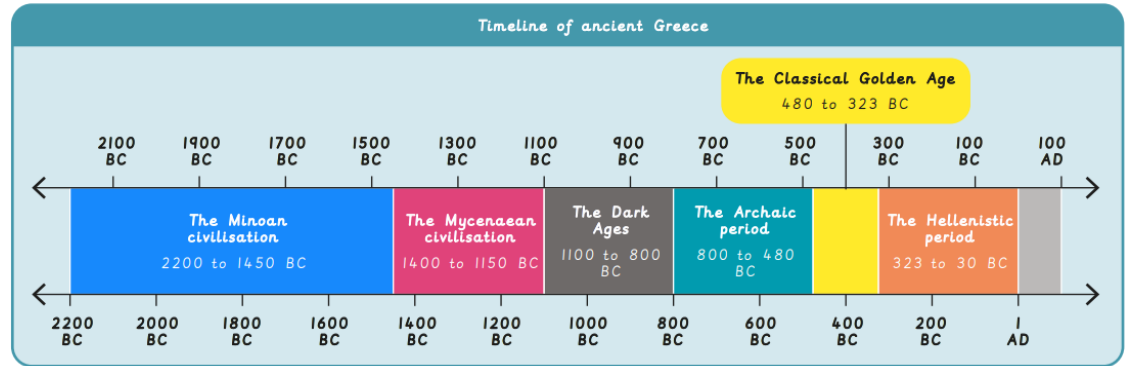 Timeline of ancient Greece
The Classical Golden Age
480 to 323 BC
2100 1900 1700 1500 1300 1100 900 700 500 300 100 100
BC BC BC BC BC BC BC BC BC BC BC AD
The Minoan
civilisation
2200 to 1450 BC
The Mycenaean
civilisation
1400 to 1150 BC
The Dark
Ages
1100 to 800
BC
The Archaic
period
800 to 480
BC
The Hellenistic
period
323 to 30 BC
2200 2000 1800 1600 1400 1200 1000 800 600 400 200 1
BC BC BC BC BC BC BC BC BC BC BC AD